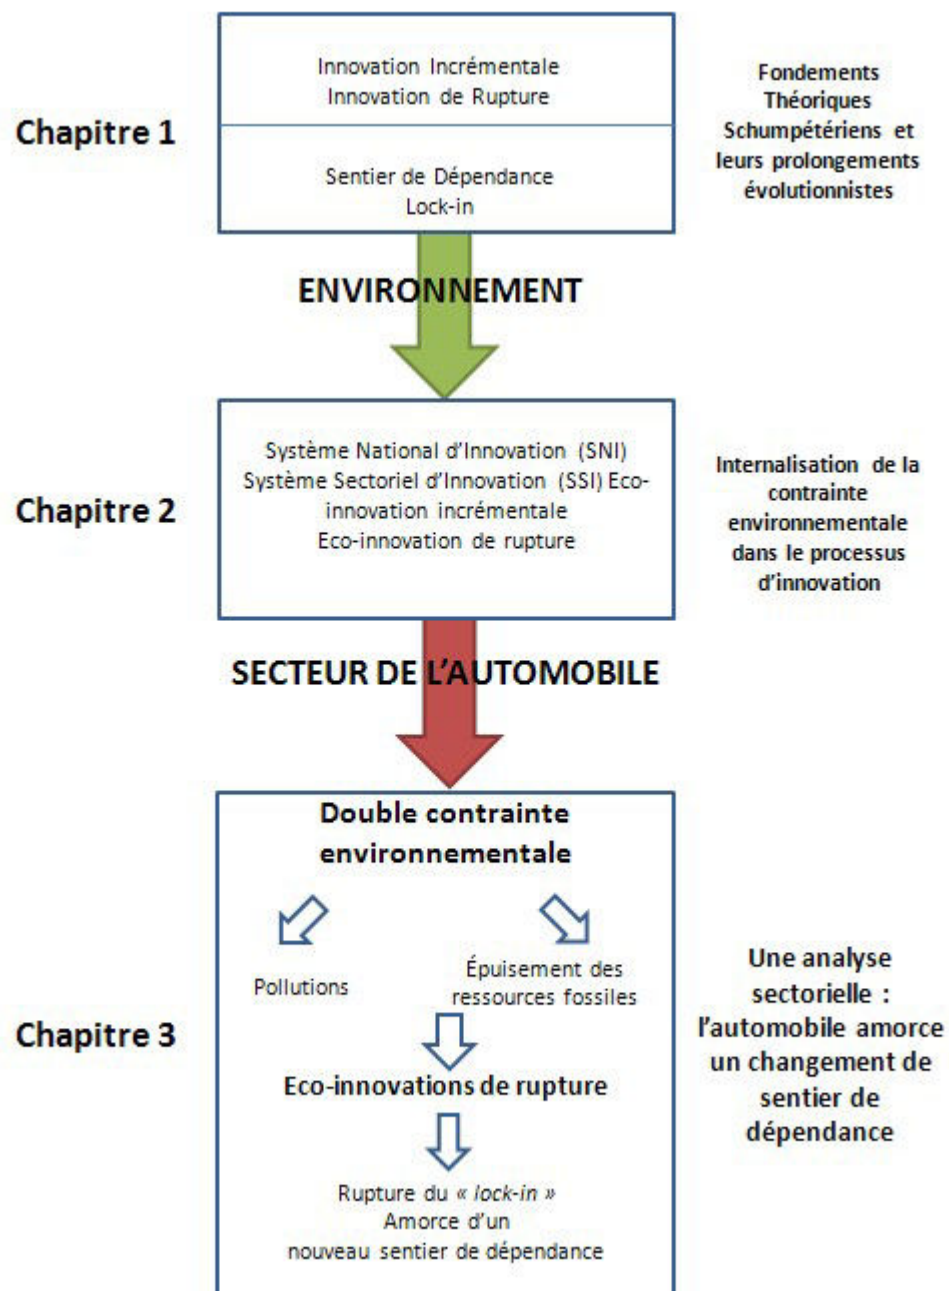 Chapitre 1
Innovation Incrémentale
Innovation de Rupture
Sentier de Dépendance
Lock-in
Fondements
Théoriques
Schumpétériens et
leurs prolongements
évolutionnistes
ENVIRONNEMENT
Chapitre 2
Système National d'Innovation (SNI)
Système Sectoriel d'Innovation (SSI) Eco-
innovation incrémentale
Eco-innovation de rupture
Internalisation de la
contrainte
environnementale
dans le processus
d'innovation
SECTEUR DE L'AUTOMOBILE
Chapitre 3
Double contrainte
environnementale
Pollutions
Épuisement des
ressources fossiles
Eco-innovations de rupture
Rupture du « lock-in »
Amorce d'un
nouveau sentier de dépendance
Une analyse
sectorielle :
l'automobile amorce
un changement de
sentier de
dépendance